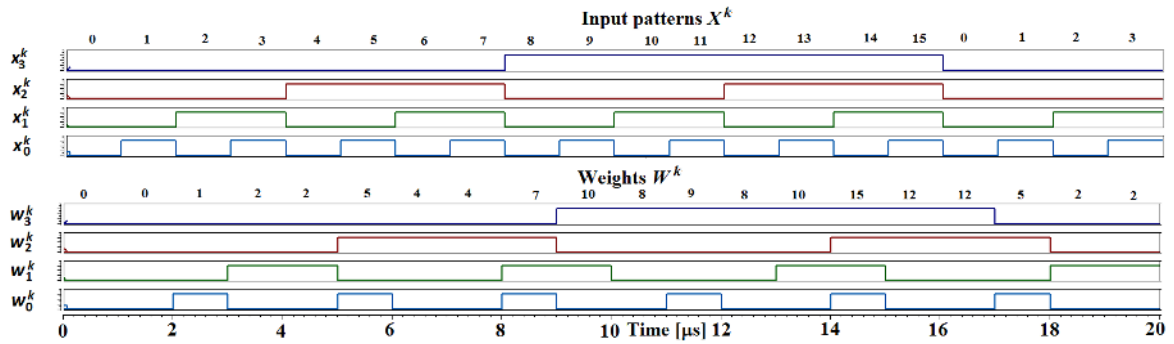 Input patterns X^k
0 1 2 3 4 5 6 7 8 9 10 11 12 13 14 15 0 1 2 3
x_3^k
x_2^k
x_1^k
x_0^k
Weights W^k
0 0 1 2 2 5 4 4 7 10 8 9 8 10 15 12 12 5 2 2
w_3^k
w_2^k
w_1^k
w_0^k
0 2 4 6 8 10 Time [μs] 12 14 16 18 20